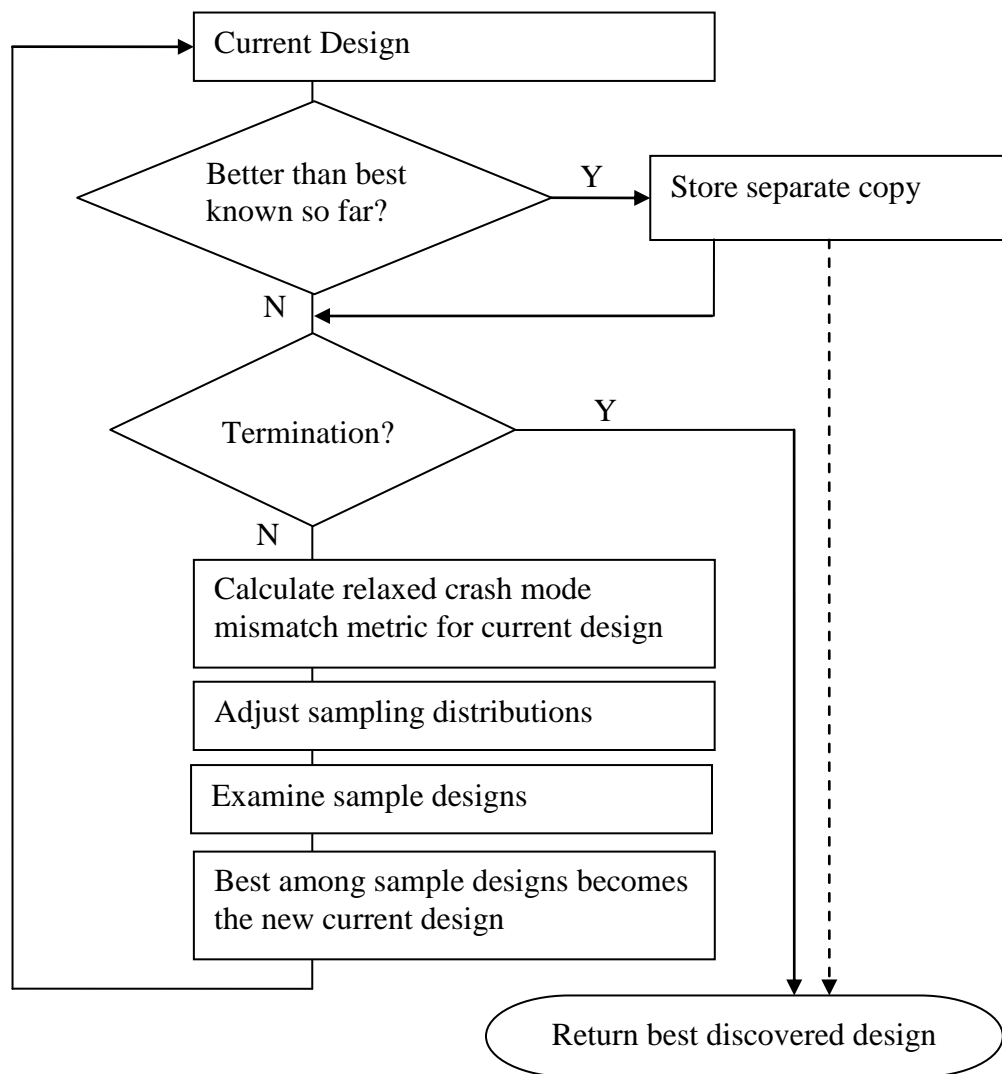 Current Design
Better than best
known so far?
Y
Store separate copy
N
Termination?
Y
N
Calculate relaxed crash mode
mismatch metric for current design
Adjust sampling distributions
Examine sample designs
Best among sample designs becomes
the new current design
Return best discovered design